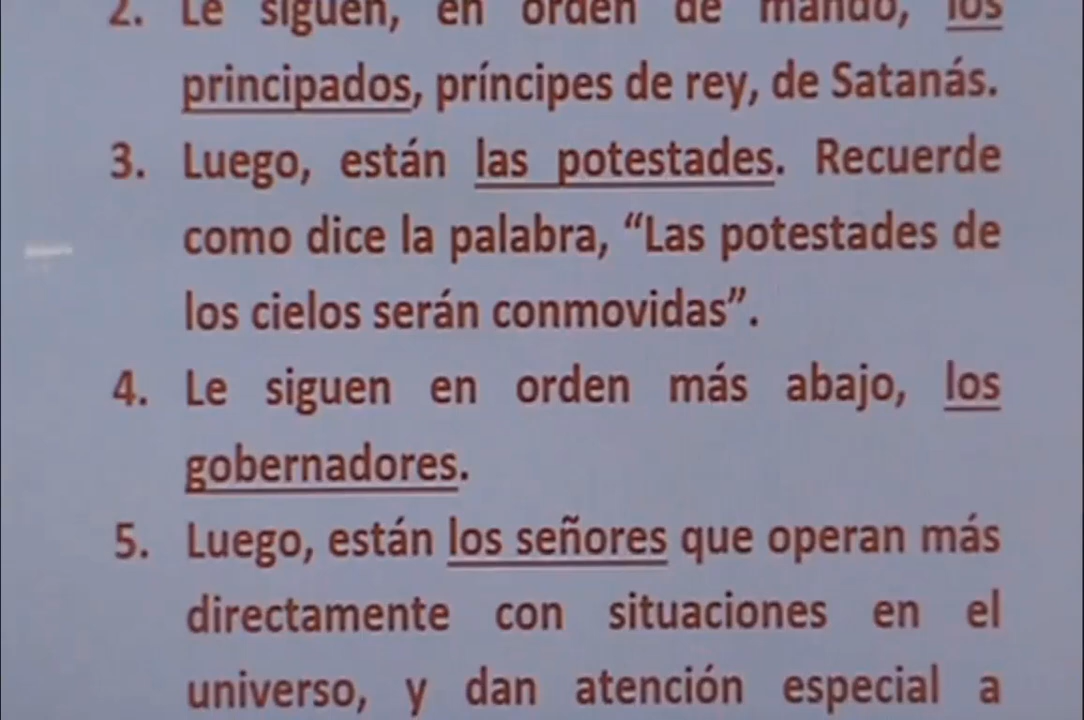 2. Le siguen, en orden de mando, los
principados, príncipes de rey, de Satanás.
3. Luego, están las potestades. Recuerde
como dice la palabra, “Las potestades de
los cielos serán conmovidas”.
4. Le siguen en orden más abajo, los
gobernadores.
5. Luego, están los señores que operan más
directamente con situaciones en el
universo, y dan atención especial a